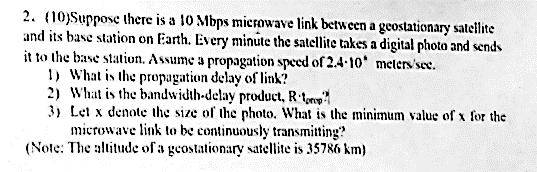 2. (10)Suppose there is a 10 Mbps microwave link between a geostationary satellite
and its base station on Earth. Every minute the satellite takes a digital photo and sends
it to the base station. Assume a propagation speed of 2.4·10⁸ meters/sec.
1) What is the propagation delay of link?
2) What is the bandwidth-delay product, R·tprop?
3) Let x denote the size of the photo. What is the minimum value of x for the
microwave link to be continuously transmitting?
(Note: The altitude of a geostationary satellite is 35786 km)